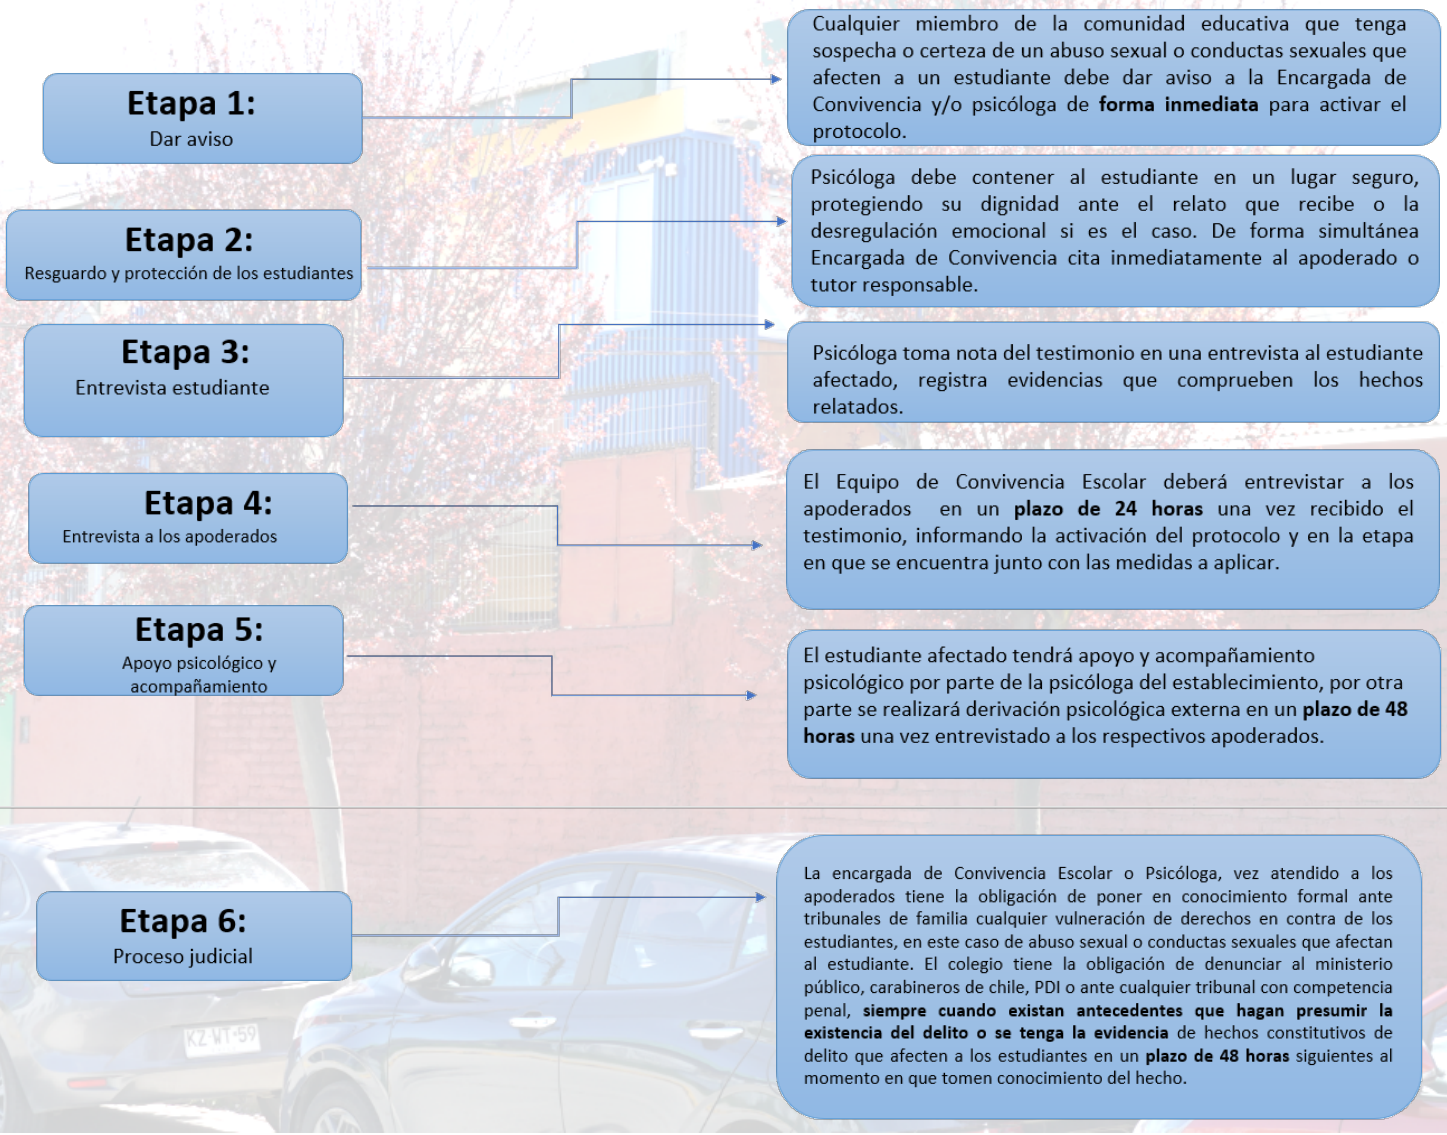 Etapa 1:
Dar aviso
Cualquier miembro de la comunidad educativa que tenga
sospecha o certeza de un abuso sexual o conductas sexuales que
afecten a un estudiante debe dar aviso a la Encargada de
Convivencia y/o psicóloga de forma inmediata para activar el
protocolo.
Etapa 2:
Resguardo y protección de los estudiantes
Psicóloga debe contener al estudiante en un lugar seguro,
protegiendo su dignidad ante el relato que recibe o la
desregulación emocional si es el caso. De forma simultánea
Encargada de Convivencia cita inmediatamente al apoderado o
tutor responsable.
Etapa 3:
Entrevista estudiante
Psicóloga toma nota del testimonio en una entrevista al estudiante
afectado, registra evidencias que comprueben los hechos
relatados.
Etapa 4:
Entrevista a los apoderados
El Equipo de Convivencia Escolar deberá entrevistar a los
apoderados en un plazo de 24 horas una vez recibido el
testimonio, informando la activación del protocolo y en la etapa
en que se encuentra junto con las medidas a aplicar.
Etapa 5:
Apoyo psicológico y
acompañamiento
El estudiante afectado tendrá apoyo y acompañamiento
psicológico por parte de la psicóloga del establecimiento, por otra
parte se realizará derivación psicológica externa en un plazo de 48
horas una vez entrevistado a los respectivos apoderados.
Etapa 6:
Proceso judicial
La encargada de Convivencia Escolar o Psicóloga, vez atendido a los
apoderados tiene la obligación de poner en conocimiento formal ante
tribunales de familia cualquier vulneración de derechos en contra de los
estudiantes, en este caso de abuso sexual o conductas sexuales que afectan
al estudiante. El colegio tiene la obligación de denunciar al ministerio
público, carabineros de chile, PDI o ante cualquier tribunal con competencia
penal, siempre cuando existan antecedentes que hagan presumir la
existencia del delito o se tenga la evidencia de hechos constitutivos de
delito que afecten a los estudiantes en un plazo de 48 horas siguientes al
momento en que tomen conocimiento del hecho.
KZ-WT-59